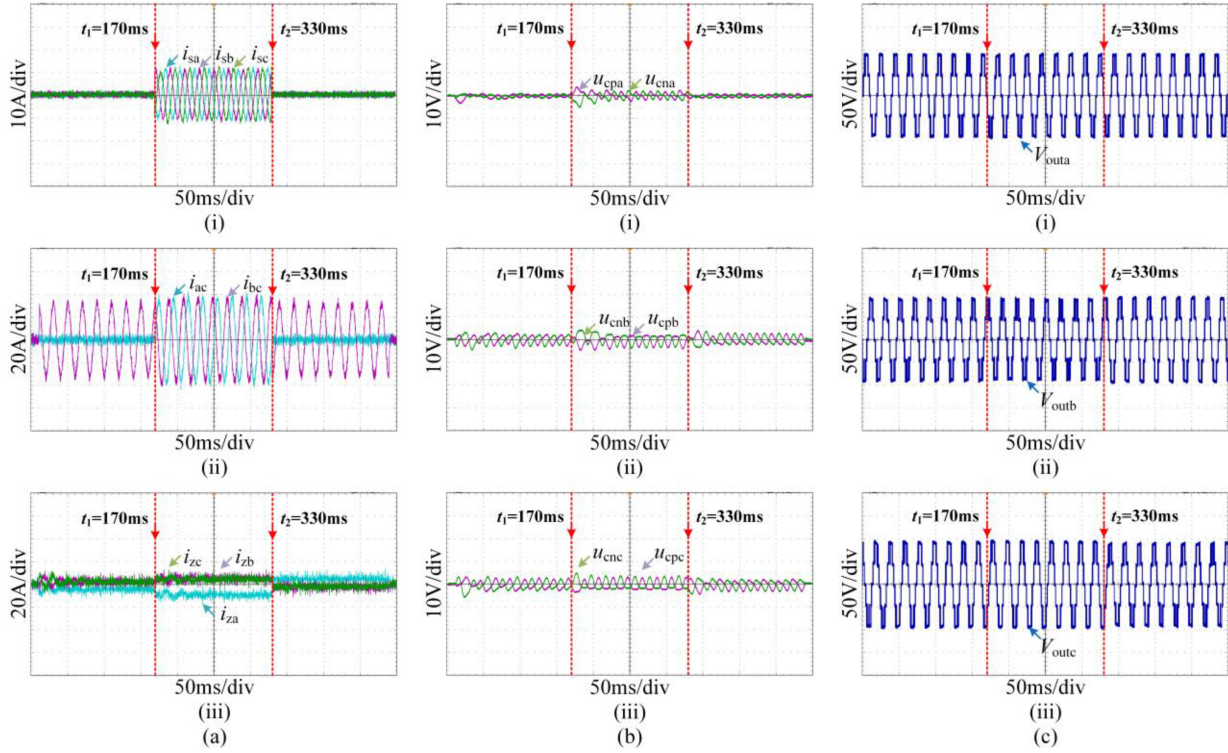 t1=170ms t2=330ms
isa isb isc
10A/div
50ms/div
(i)
t1=170ms t2=330ms
ucpa ucna
10V/div
50ms/div
(i)
t1=170ms t2=330ms
50V/div
Vouta
50ms/div
(i)
t1=170ms t2=330ms
iac ibc
20A/div
50ms/div
(ii)
t1=170ms t2=330ms
ucnb ucpb
10V/div
50ms/div
(ii)
t1=170ms t2=330ms
50V/div
Voutb
50ms/div
(ii)
t1=170ms t2=330ms
izc izb
20A/div
iza
50ms/div
(iii)
(a)
t1=170ms t2=330ms
ucnc ucpc
10V/div
50ms/div
(iii)
(b)
t1=170ms t2=330ms
50V/div
Voutc
50ms/div
(iii)
(c)